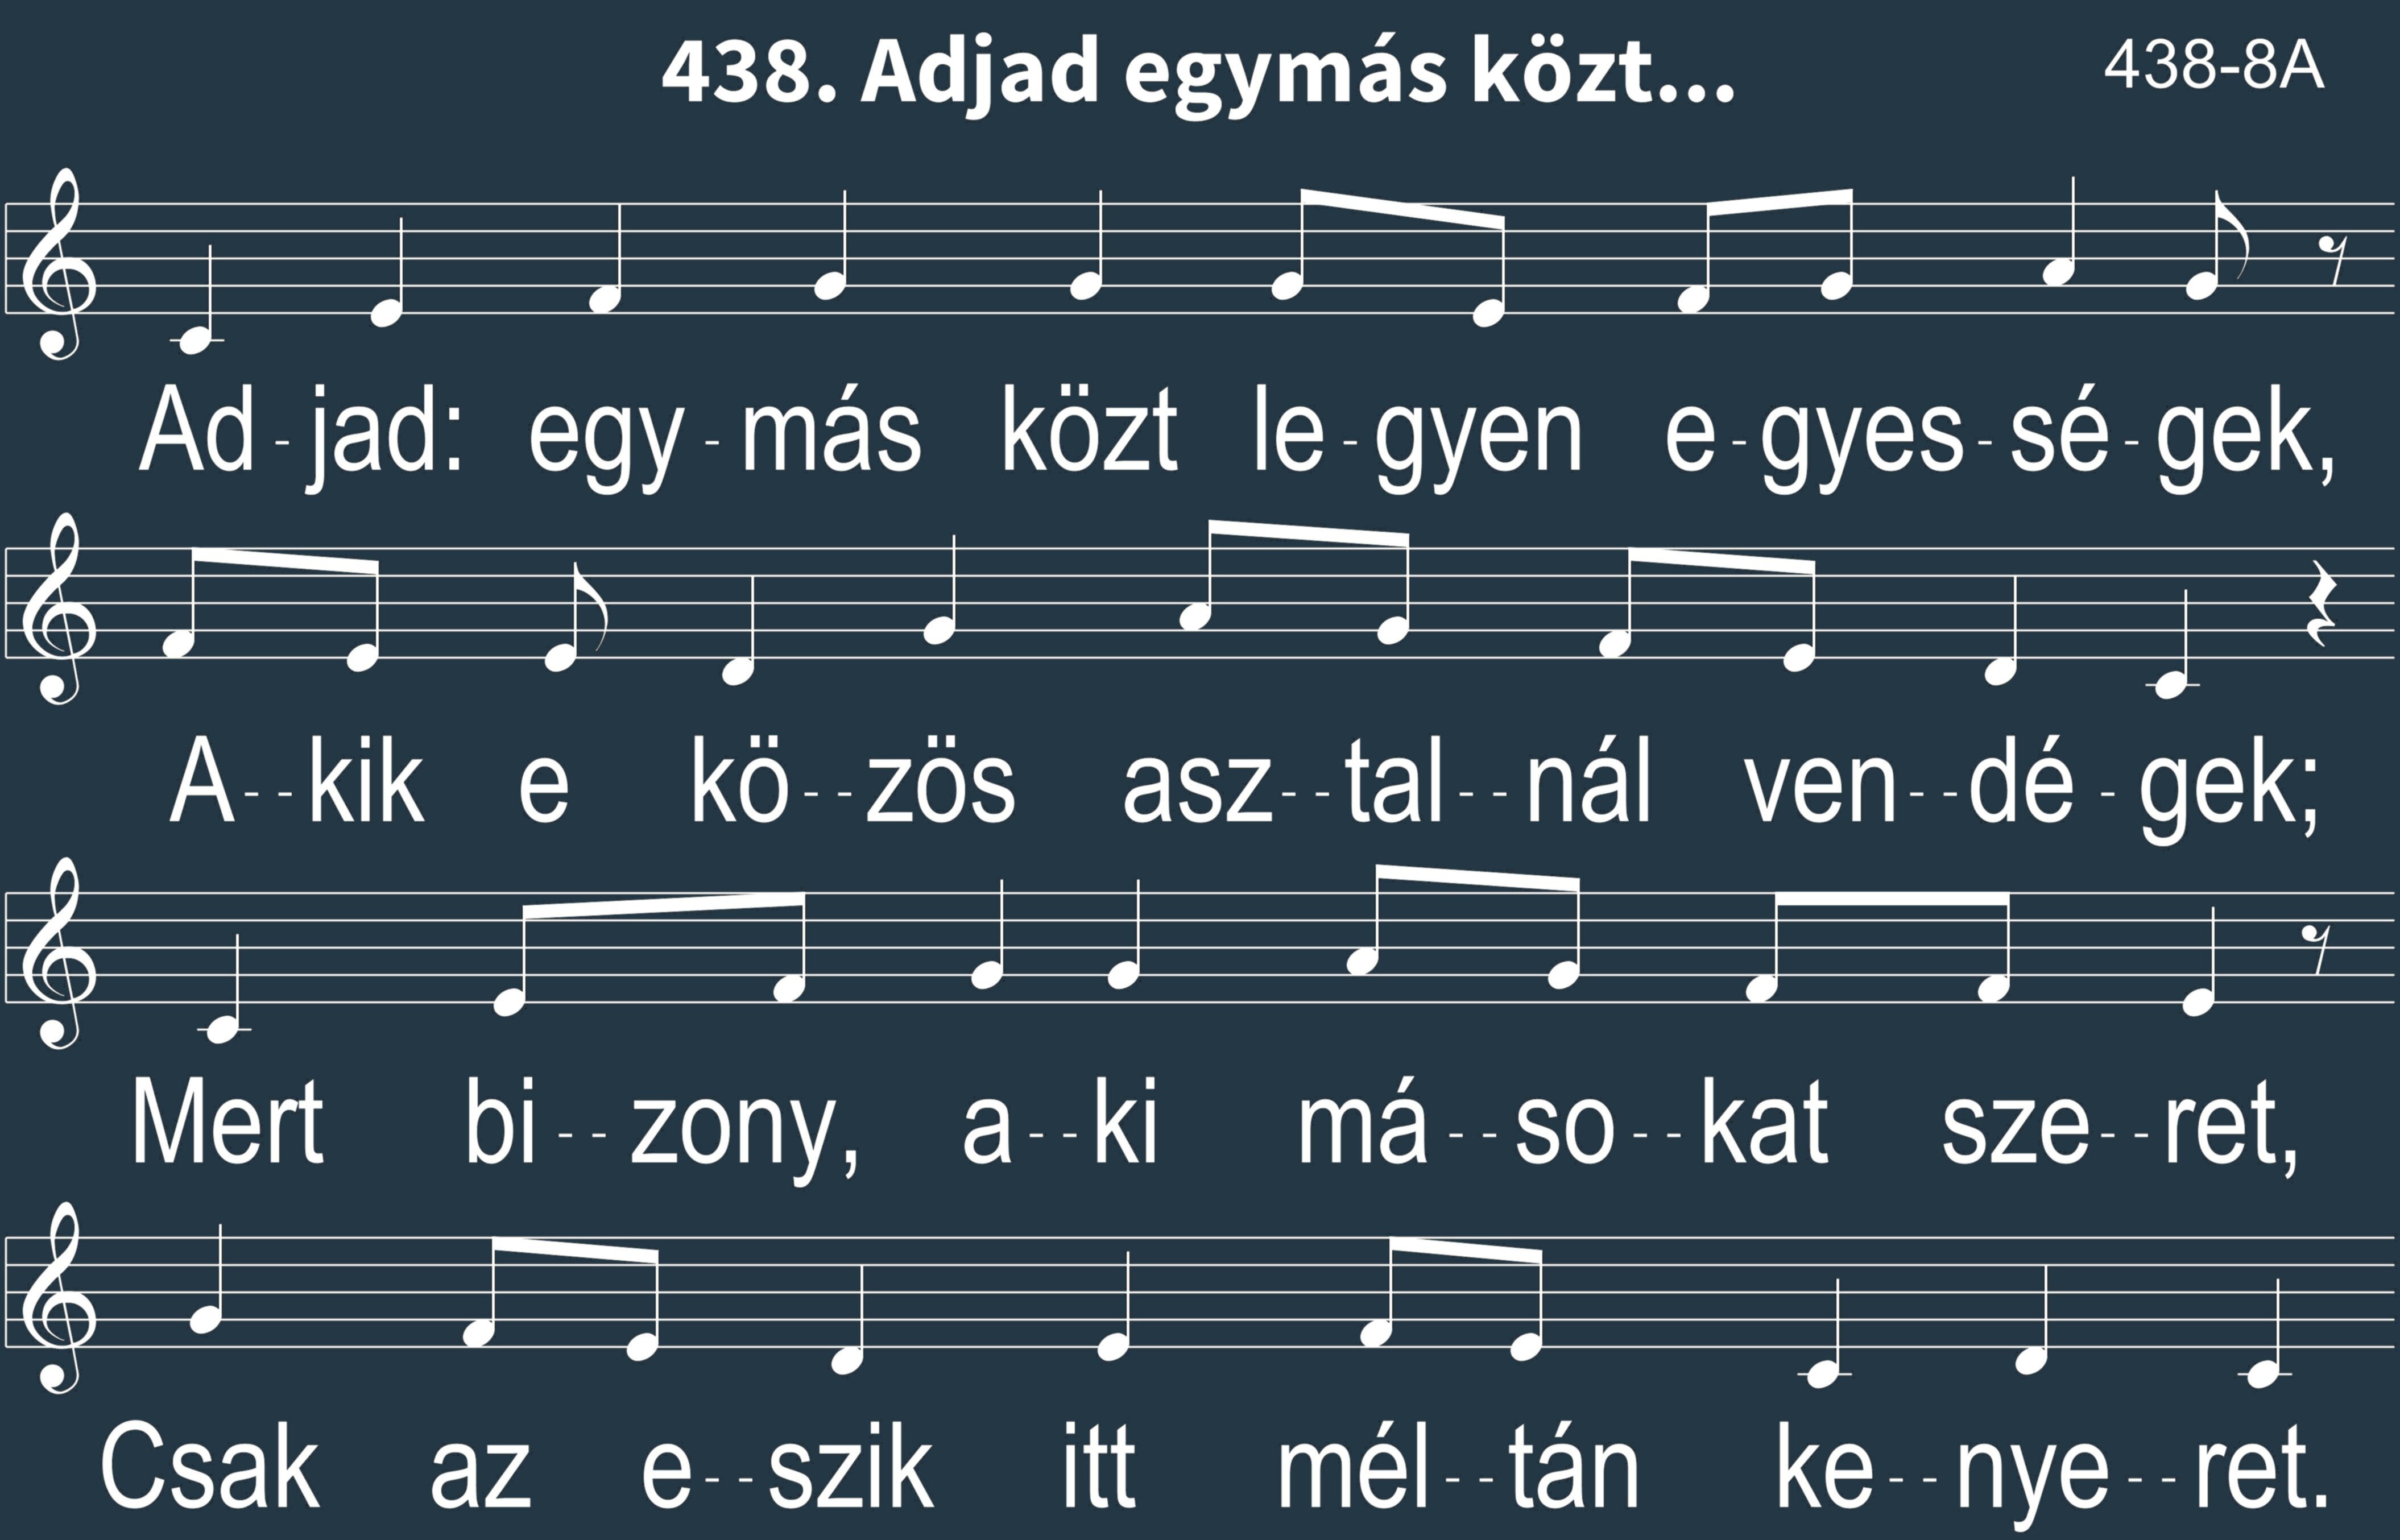 438. Adjad egymás közt...
438-8A
Ad-jad: egy-más közt le-gyen e-gyes-sé-gek,
A--kik e kö--zös asz--tal--nál ven--dé-gek;
Mert bi--zony, a--ki má--so--kat sze--ret,
Csak az e--szik itt mél--tán ke--nye--ret.